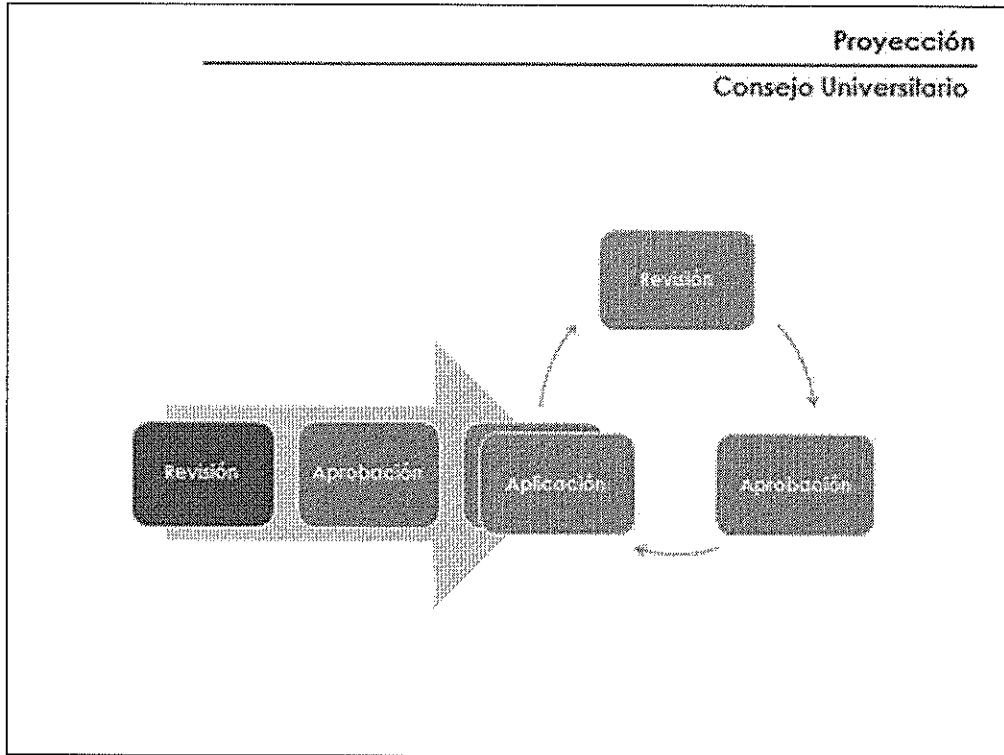 Proyección
Consejo Universitario
Revisión
Revisión
Aprobación
Aplicación
Aprobación